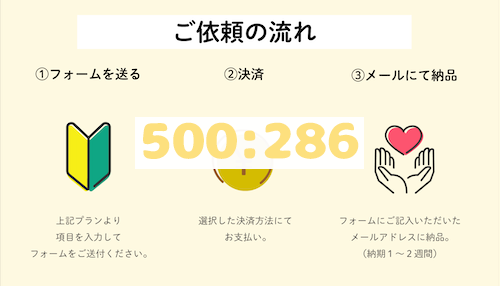 ご依頼の流れ
①フォームを送る
②決済
③メールにて納品
500:286
上記プランより
項目を入力して
フォームをご送付ください。
選択した決済方法にて
お支払い。
フォームにご記入いただいた
メールアドレスに納品。
（納期１～２週間）